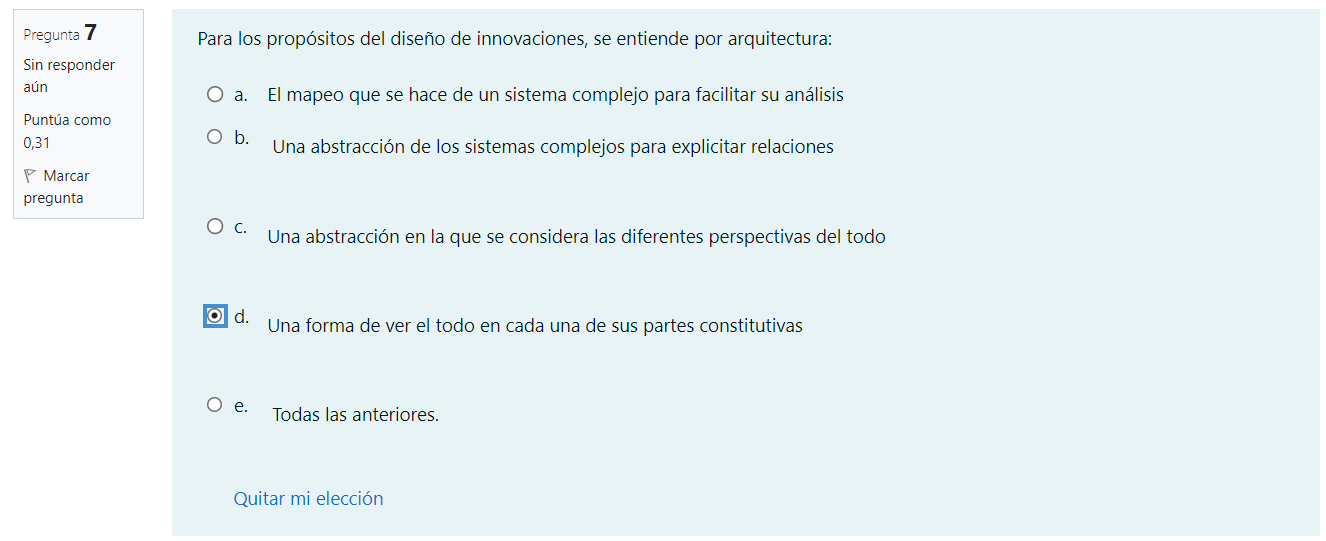 Pregunta 7
Sin responder
aún
Puntúa como
0,31
Marcar
pregunta
Para los propósitos del diseño de innovaciones, se entiende por arquitectura:
a. El mapeo que se hace de un sistema complejo para facilitar su análisis
b. Una abstracción de los sistemas complejos para explicitar relaciones
c. Una abstracción en la que se considera las diferentes perspectivas del todo
d. Una forma de ver el todo en cada una de sus partes constitutivas
e. Todas las anteriores.
Quitar mi elección